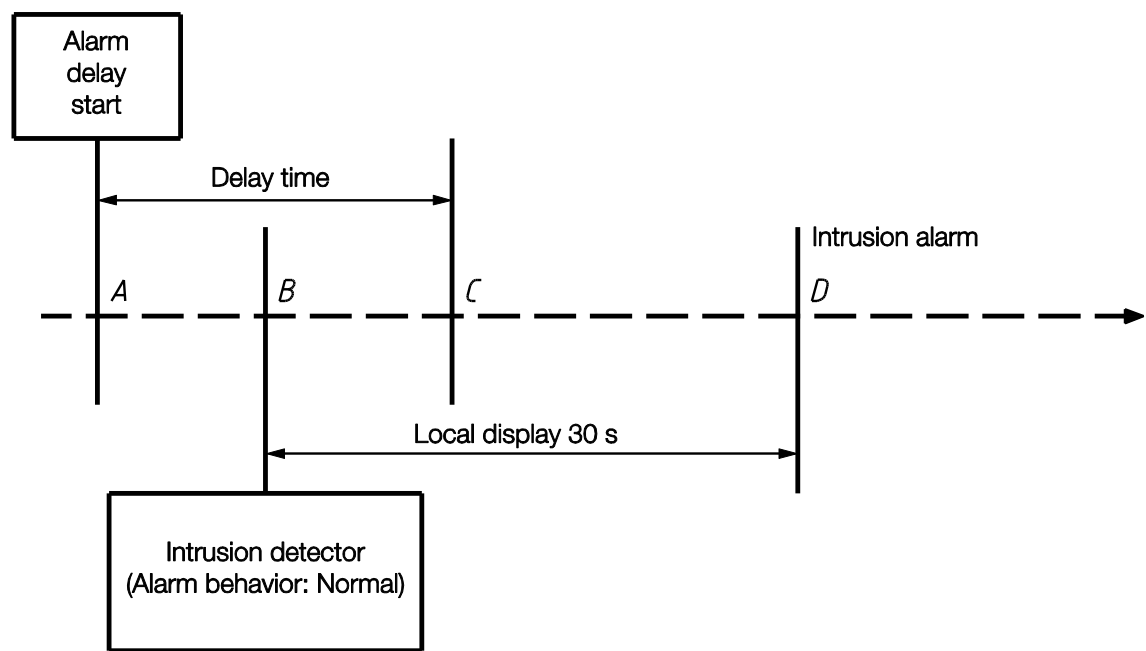 Alarm
delay
start
Delay time
Intrusion alarm
A
B
C
D
Local display 30 s
Intrusion detector
(Alarm behavior: Normal)